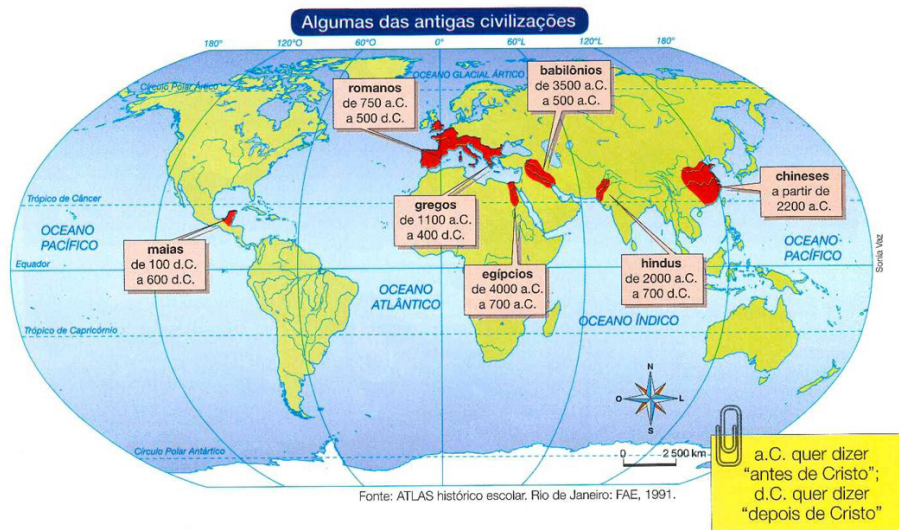 Algumas das antigas civilizações
180°
120°O
60°O
0°
60°L
120°L
180°
OCEANO GLACIAL ÁRTICO
Círculo Polar Ártico
romanos
de 750 a.C.
a 500 d.C.
babilônios
de 3500 a.C.
a 500 a.C.
chineses
a partir de
2200 a.C.
Trópico de Câncer
gregos
de 1100 a.C.
a 400 d.C.
OCEANO
PACÍFICO
maias
de 100 d.C.
a 600 d.C.
OCEANO
PACÍFICO
Equador
egípcios
de 4000 a.C.
a 700 a.C.
hindus
de 2000 a.C.
a 700 d.C.
OCEANO
ATLÂNTICO
OCEANO ÍNDICO
Trópico de Capricórnio
N
O
L
S
Círculo Polar Antártico
0
2 500 km
Sonia Vaz
Fonte: ATLAS histórico escolar. Rio de Janeiro: FAE, 1991.
a.C. quer dizer
"antes de Cristo";
d.C. quer dizer
"depois de Cristo"